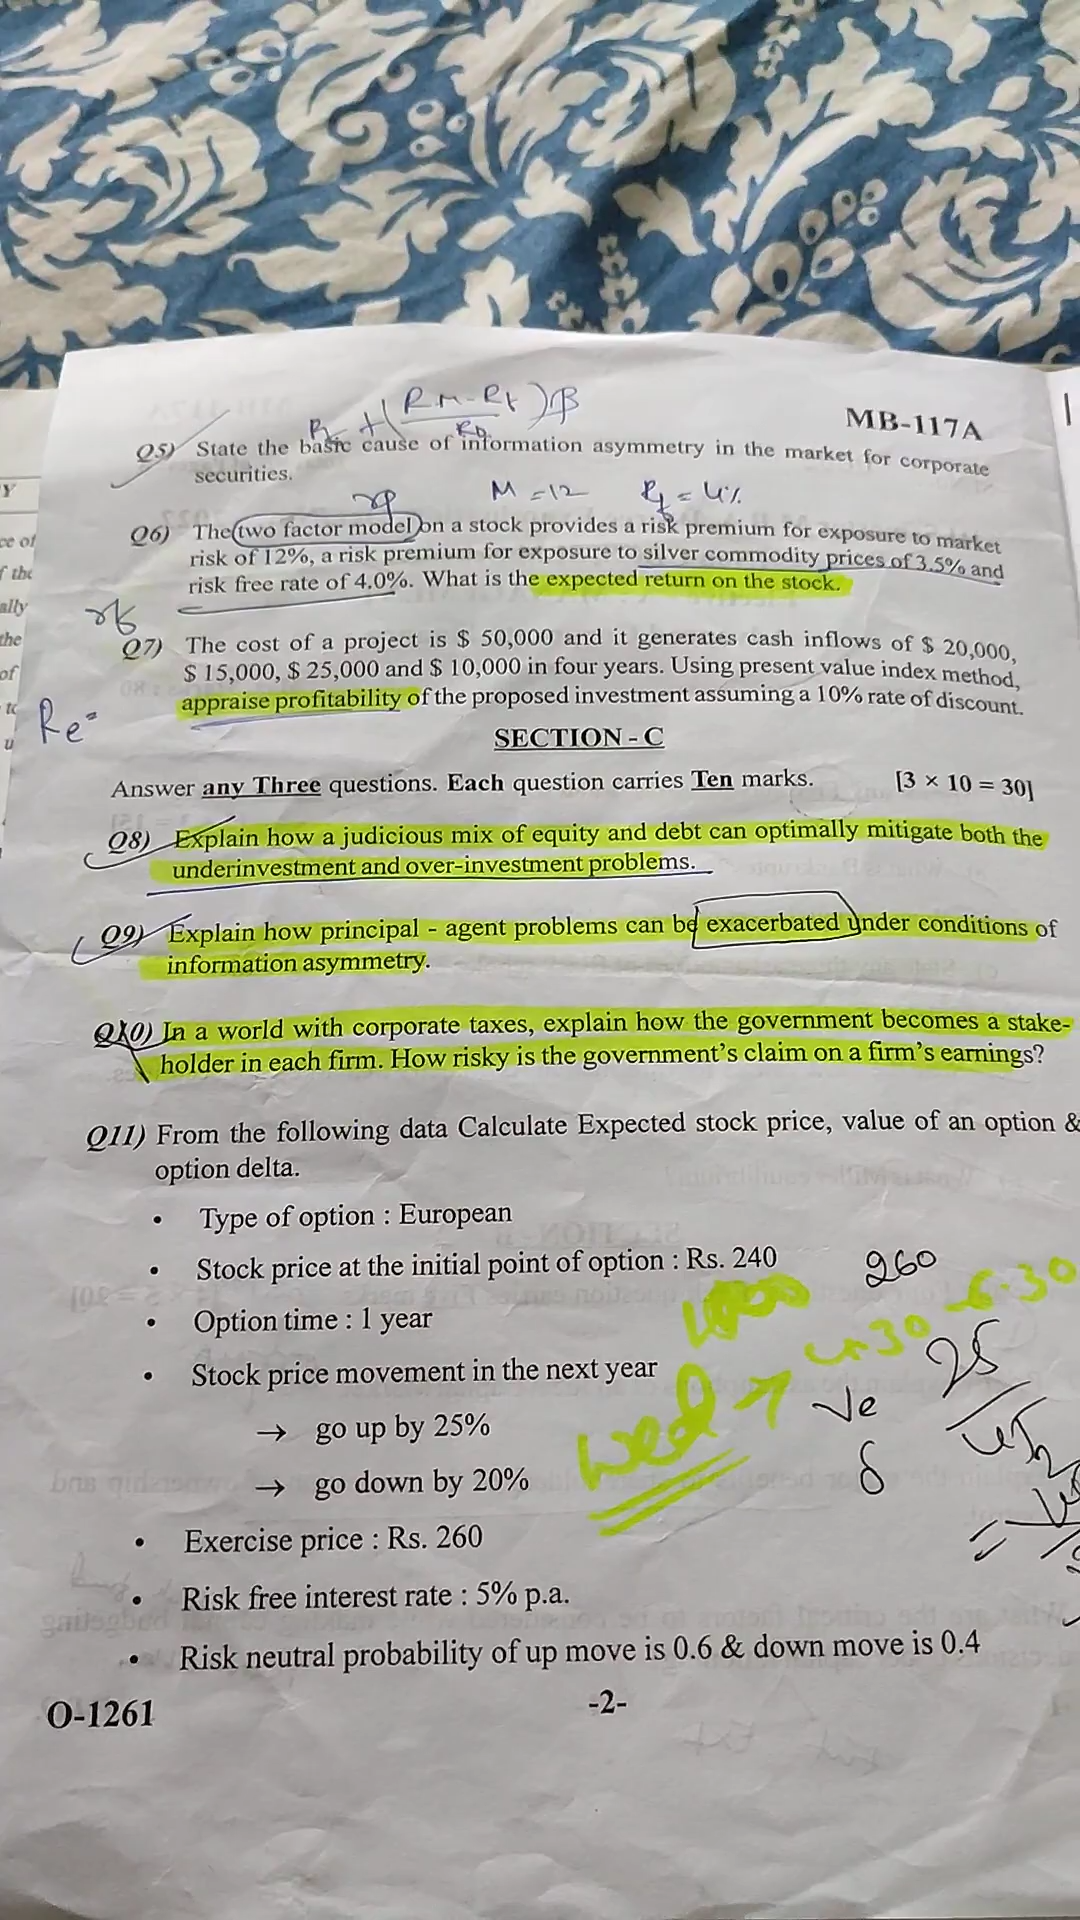 (RM-Rf)β
MB-117A
Q5) State the basic cause of information asymmetry in the market for corporate
securities.
rp M = 12 Rf = 4%
Q6) The two factor model on a stock provides a risk premium for exposure to market
risk of 12%, a risk premium for exposure to silver commodity prices of 3.5% and
risk free rate of 4.0%. What is the expected return on the stock.
rf
Q7) The cost of a project is $ 50,000 and it generates cash inflows of $ 20,000,
$ 15,000, $ 25,000 and $ 10,000 in four years. Using present value index method,
appraise profitability of the proposed investment assuming a 10% rate of discount.
Re=
SECTION - C
Answer any Three questions. Each question carries Ten marks. [3 × 10 = 30]
Q8) Explain how a judicious mix of equity and debt can optimally mitigate both the
underinvestment and over-investment problems.
Q9) Explain how principal - agent problems can be exacerbated under conditions of
information asymmetry.
Q10) In a world with corporate taxes, explain how the government becomes a stake-
holder in each firm. How risky is the government's claim on a firm's earnings?
Q11) From the following data Calculate Expected stock price, value of an option &
option delta.
• Type of option : European
• Stock price at the initial point of option : Rs. 240 260
• Option time : 1 year
• Stock price movement in the next year
→ go up by 25%
→ go down by 20%
wed → 4.30 - 6.30
Ve
δ
25
• Exercise price : Rs. 260
• Risk free interest rate : 5% p.a.
• Risk neutral probability of up move is 0.6 & down move is 0.4
O-1261 -2-